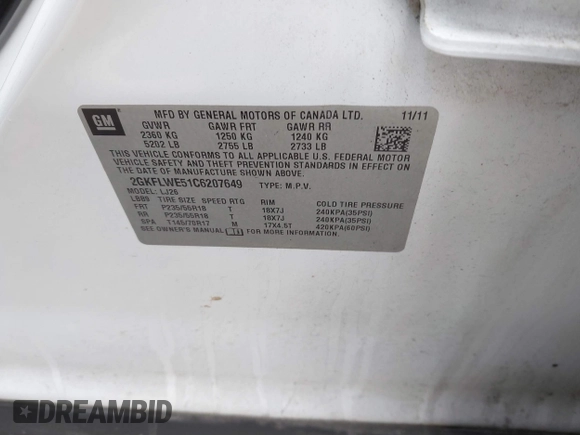 GM
MFD BY GENERAL MOTORS OF CANADA LTD. 11/11
GVWR GAWR FRT GAWR RR
2360 KG 1250 KG 1240 KG
5202 LB 2755 LB 2733 LB
THIS VEHICLE CONFORMS TO ALL APPLICABLE U.S. FEDERAL MOTOR
VEHICLE SAFETY AND THEFT PREVENTION STANDARDS IN EFFECT ON
THE DATE OF MANUFACTURE SHOWN ABOVE.
2GKFLWE51C6207649 TYPE: M.P.V.
MODEL: LJ26
TIRE SIZE SPEED RTG RIM COLD TIRE PRESSURE
FRT P235/55R18 T 18X7J 240KPA(35PSI)
RR P235/55R18 T 18X7J 240KPA(35PSI)
SPA T145/70R17 M 17X4.5T 420KPA(60PSI)
SEE OWNER'S MANUAL FOR MORE INFORMATION.
DREAMBID